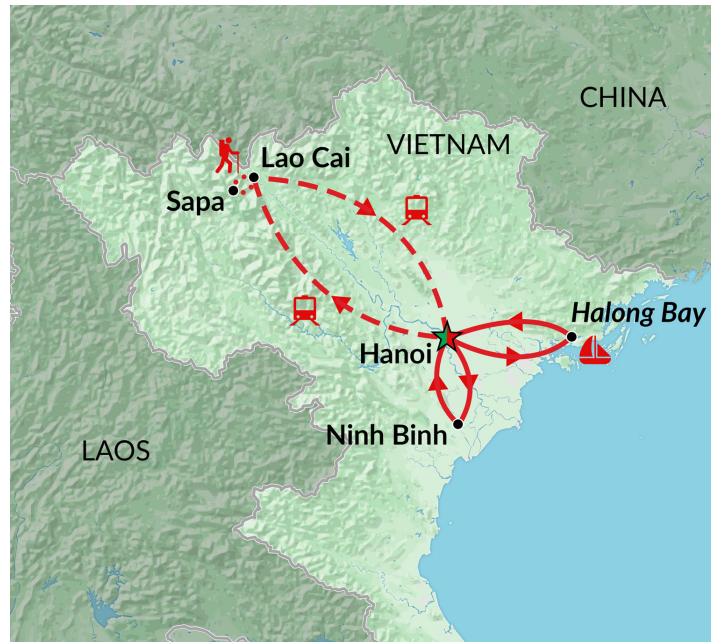 CHINA
VIETNAM
Lao Cai
Sapa
Halong Bay
Hanoi
Ninh Binh
LAOS